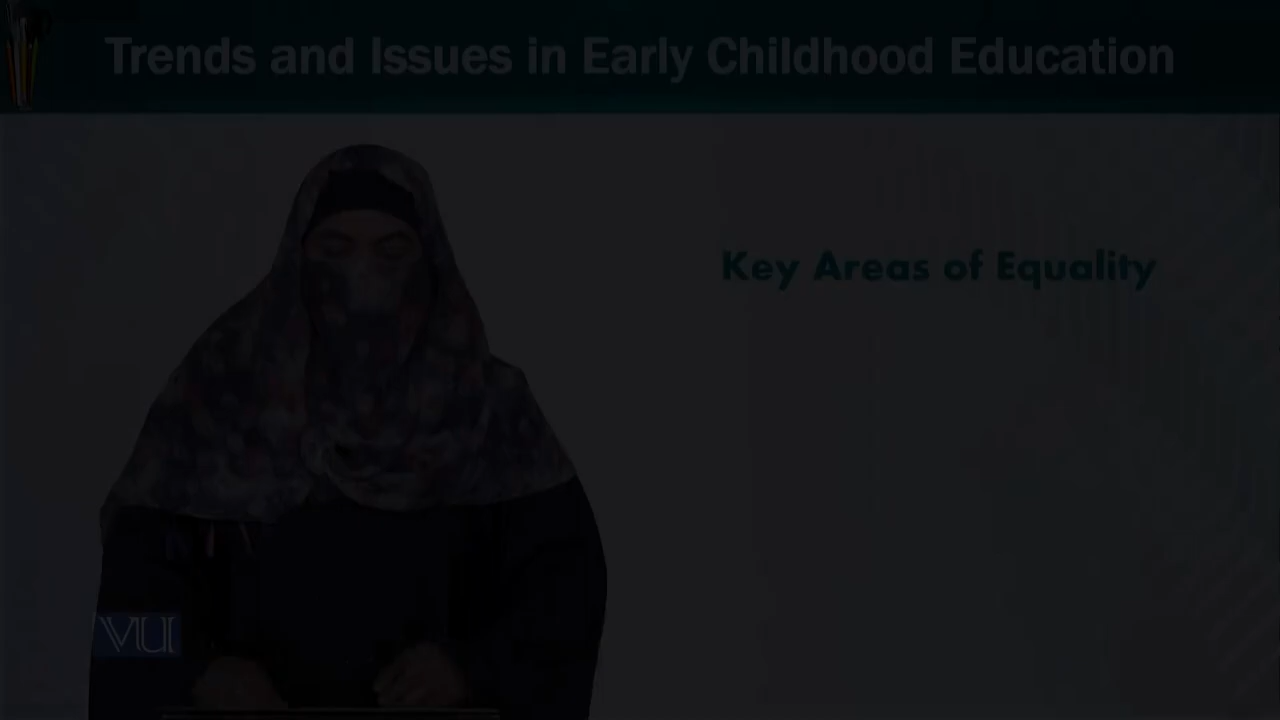 Trends and Issues in Early Childhood Education
Key Areas of Equality
VU